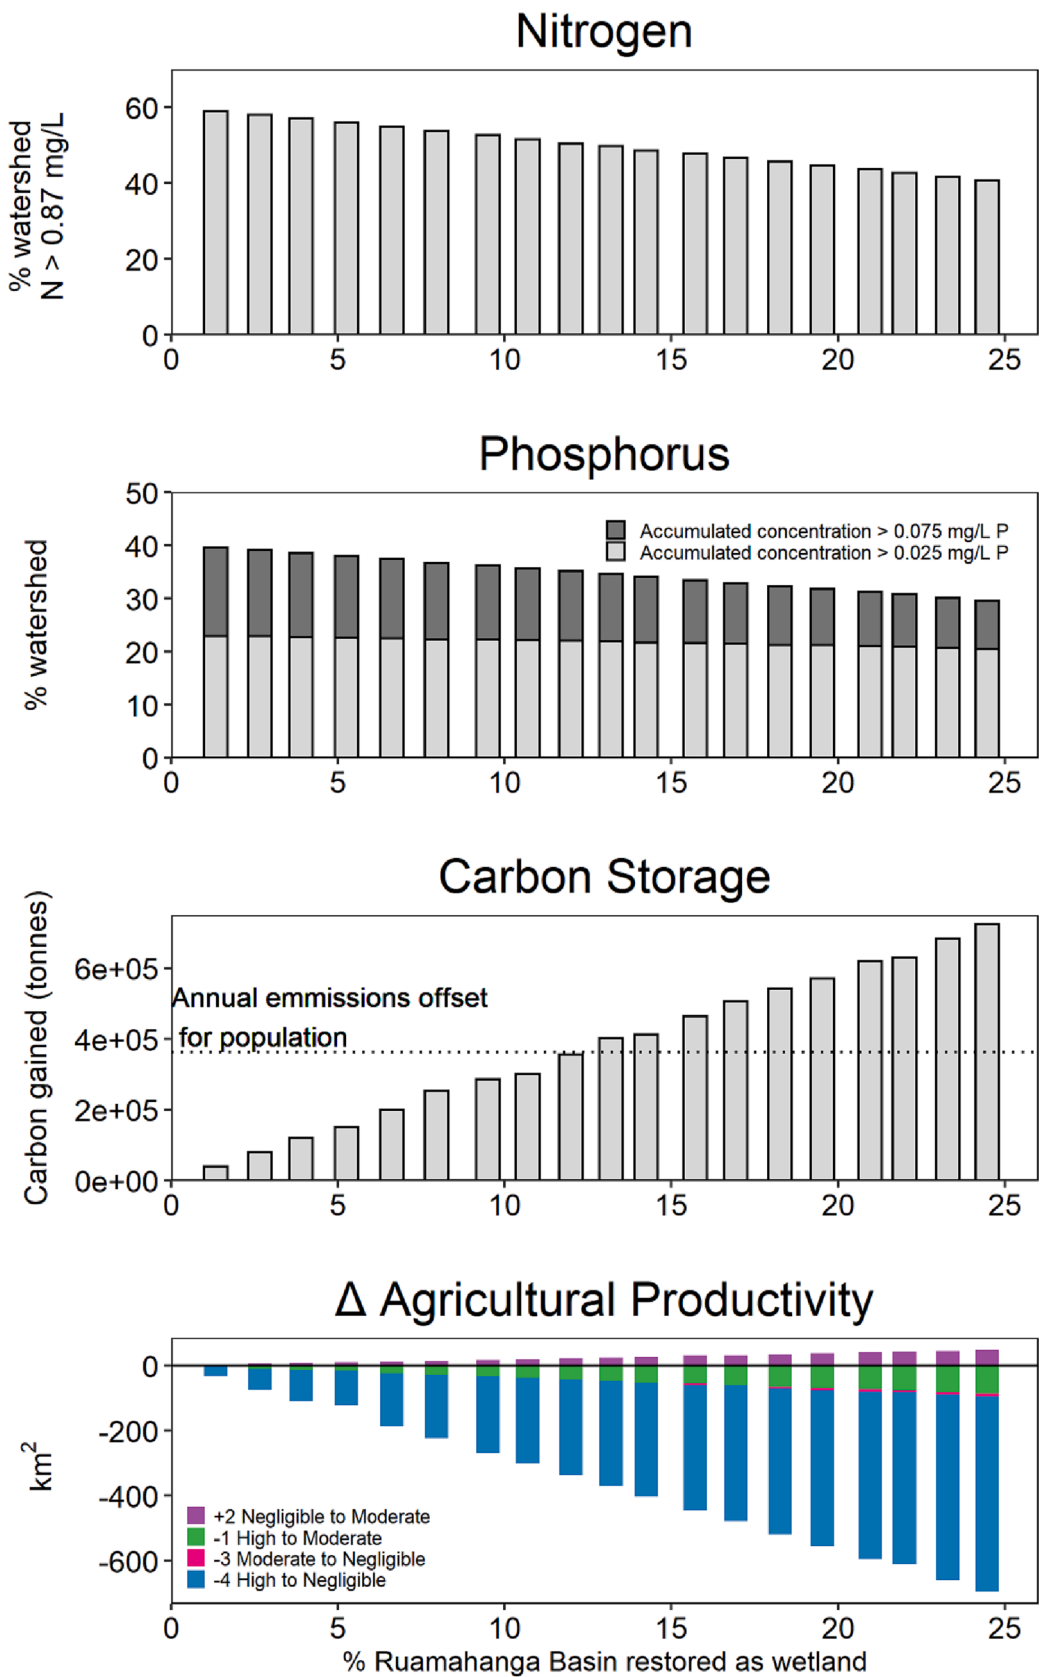 Nitrogen
% watershed
N > 0.87 mg/L
60
40
20
0
0 5 10 15 20 25
Phosphorus
% watershed
50
40
30
20
10
0
Accumulated concentration > 0.075 mg/L P
Accumulated concentration > 0.025 mg/L P
0 5 10 15 20 25
Carbon Storage
Carbon gained (tonnes)
6e+05
Annual emmissions offset
for population
4e+05
2e+05
0e+00
0 5 10 15 20 25
Δ Agricultural Productivity
km²
0
-200
-400
-600
+2 Negligible to Moderate
-1 High to Moderate
-3 Moderate to Negligible
-4 High to Negligible
0 5 10 15 20 25
% Ruamahanga Basin restored as wetland